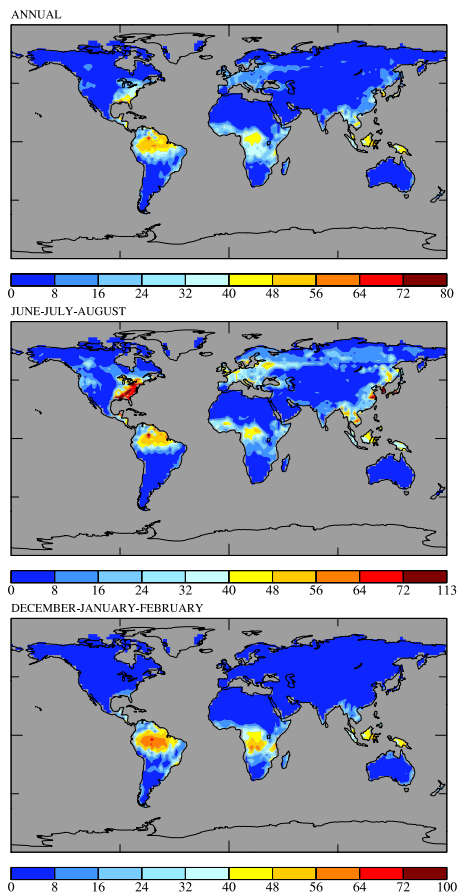 ANNUAL
0 8 16 24 32 40 48 56 64 72 80
JUNE-JULY-AUGUST
0 8 16 24 32 40 48 56 64 72 113
DECEMBER-JANUARY-FEBRUARY
0 8 16 24 32 40 48 56 64 72 100